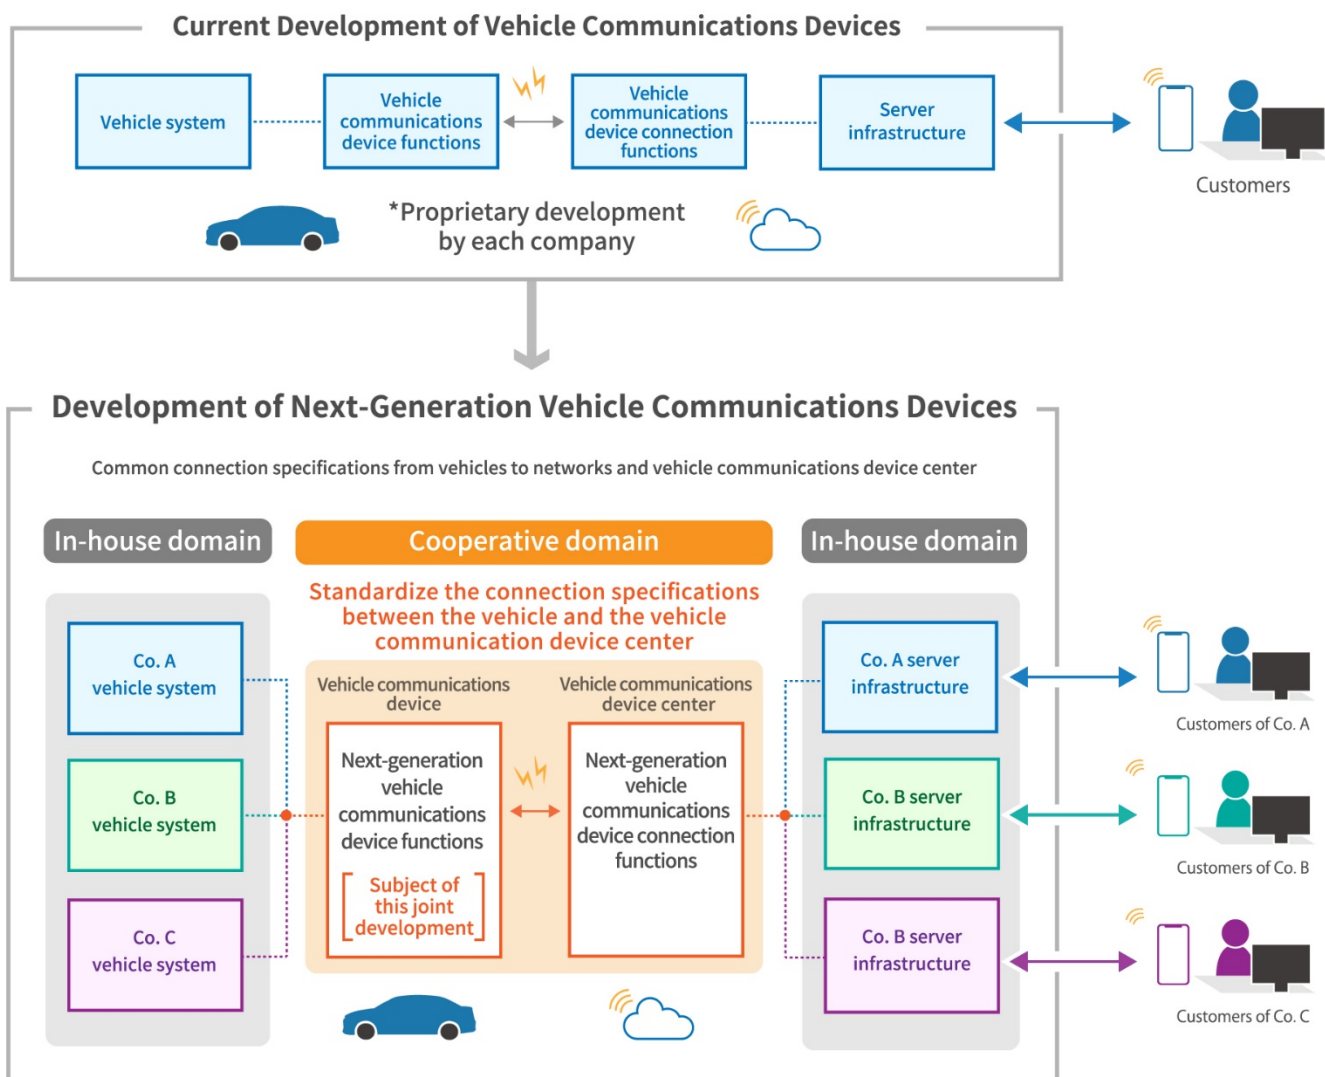 Current Development of Vehicle Communications Devices
Vehicle system
Vehicle
communications
device functions
Vehicle
communications
device connection
functions
Server
infrastructure
Customers
*Proprietary development
by each company
Development of Next-Generation Vehicle Communications Devices
Common connection specifications from vehicles to networks and vehicle communications device center
In-house domain
Cooperative domain
In-house domain
Standardize the connection specifications
between the vehicle and the vehicle
communication device center
Co. A
vehicle system
Co. B
vehicle system
Co. C
vehicle system
Vehicle communications
device
Next-generation
vehicle
communications
device functions
Subject of
this joint
development
Vehicle communications
device center
Next-generation
vehicle
communications
device connection
functions
Co. A server
infrastructure
Co. B server
infrastructure
Co. B server
infrastructure
Customers of Co. A
Customers of Co. B
Customers of Co. C